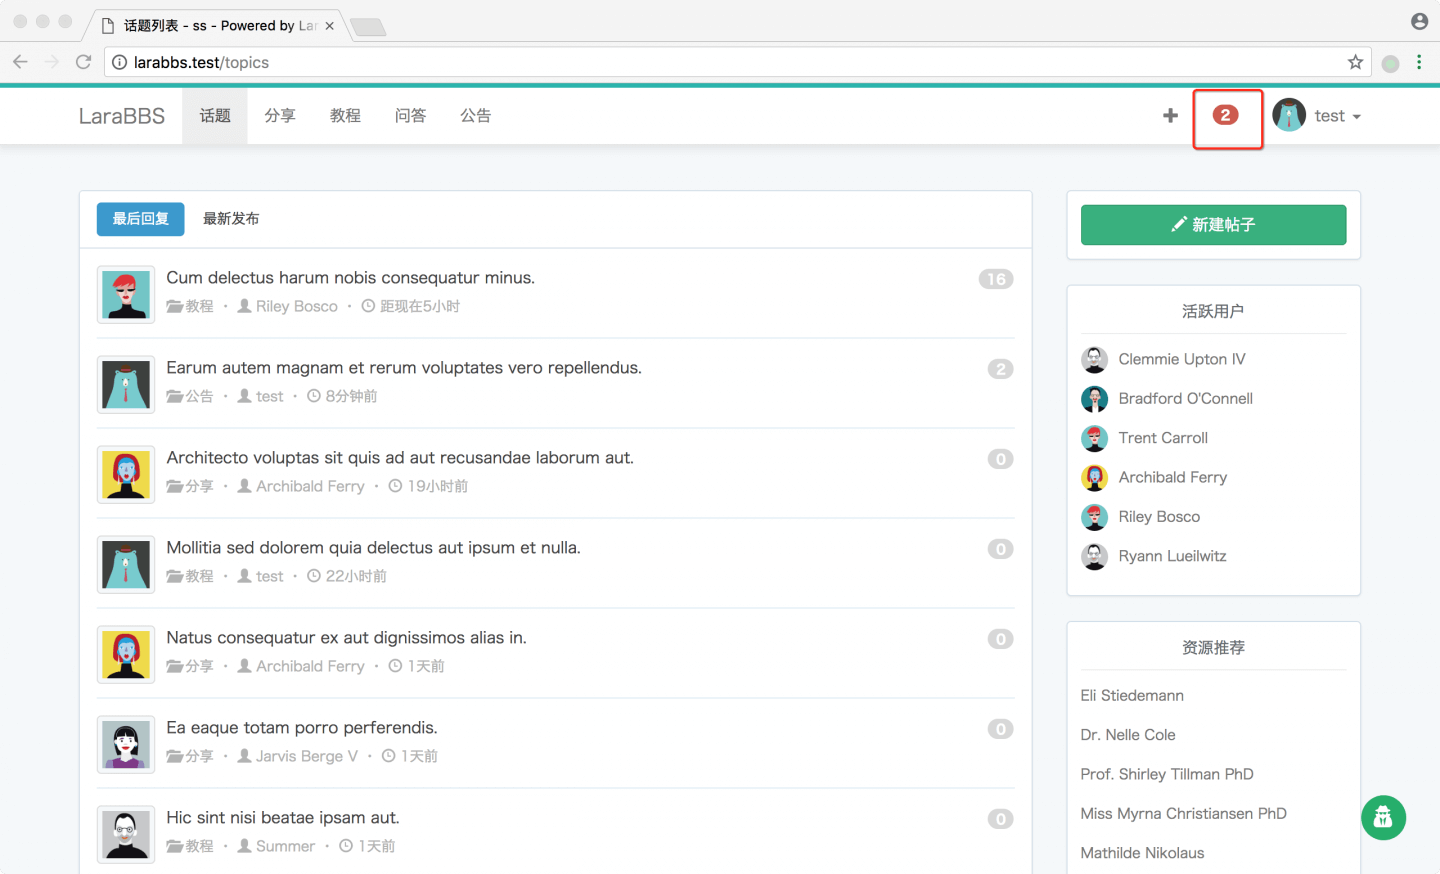 话题列表 - ss - Powered by Lar
larabbs.test/topics
LaraBBS 话题 分享 教程 问答 公告 2 test
最后回复 最新发布
Cum delectus harum nobis consequatur minus. 16
教程 • Riley Bosco • 距现在5小时
Earum autem magnam et rerum voluptates vero repellendus. 2
公告 • test • 8分钟前
Architecto voluptas sit quis ad aut recusandae laborum aut. 0
分享 • Archibald Ferry • 19小时前
Mollitia sed dolorem quia delectus aut ipsum et nulla. 0
教程 • test • 22小时前
Natus consequatur ex aut dignissimos alias in. 0
分享 • Archibald Ferry • 1天前
Ea eaque totam porro perferendis. 0
分享 • Jarvis Berge V • 1天前
Hic sint nisi beatae ipsam aut. 0
教程 • Summer • 1天前
新建帖子
活跃用户
Clemmie Upton IV
Bradford O'Connell
Trent Carroll
Archibald Ferry
Riley Bosco
Ryann Lueilwitz
资源推荐
Eli Stiedemann
Dr. Nelle Cole
Prof. Shirley Tillman PhD
Miss Myrna Christiansen PhD
Mathilde Nikolaus